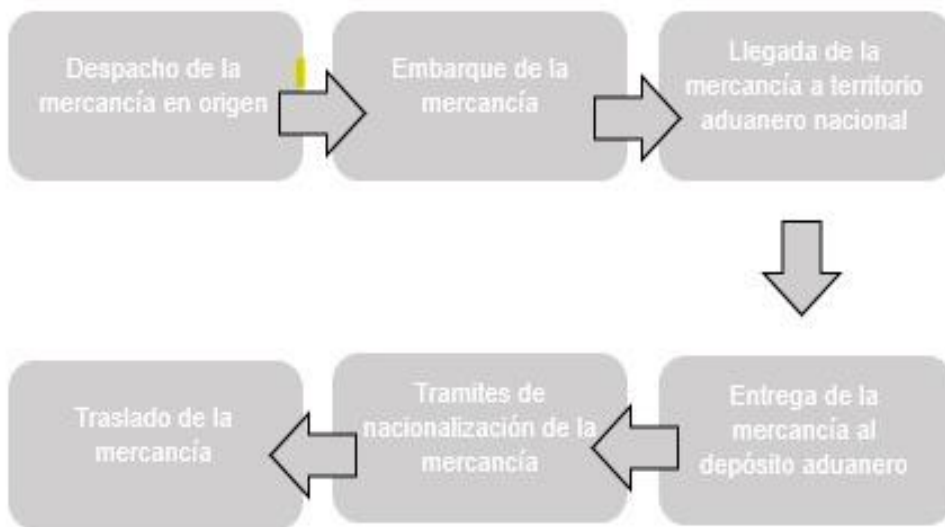 Despacho de la
mercancía en origen
Embarque de la
mercancía
Llegada de la
mercancía a territorio
aduanero nacional
Entrega de la
mercancía al
depósito aduanero
Tramites de
nacionalización de la
mercancía
Traslado de la
mercancía